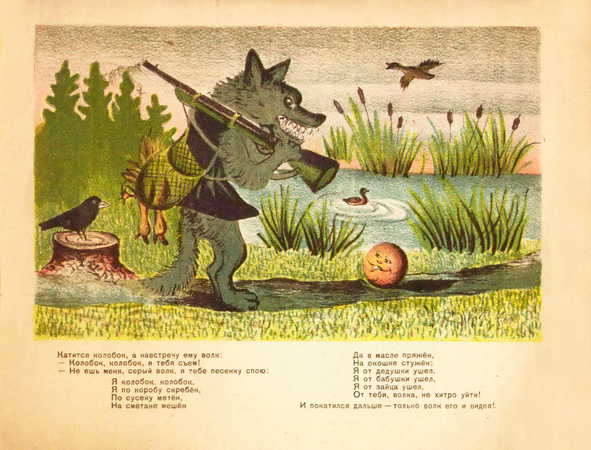 Катится колобок, а навстречу ему волк:
— Колобок, колобок, я тебя съем!
— Не ешь меня, серый волк, я тебе песенку спою:
Я колобок, колобок,
Я по коробу скребён,
По сусеку метён,
На сметане мешён
Да в масле пряжён,
На окошке стужён;
Я от дедушки ушел,
Я от бабушки ушел,
Я от зайца ушел,
От тебя, волка, не хитро уйти!
И покатился дальше — только волк его и видел!.